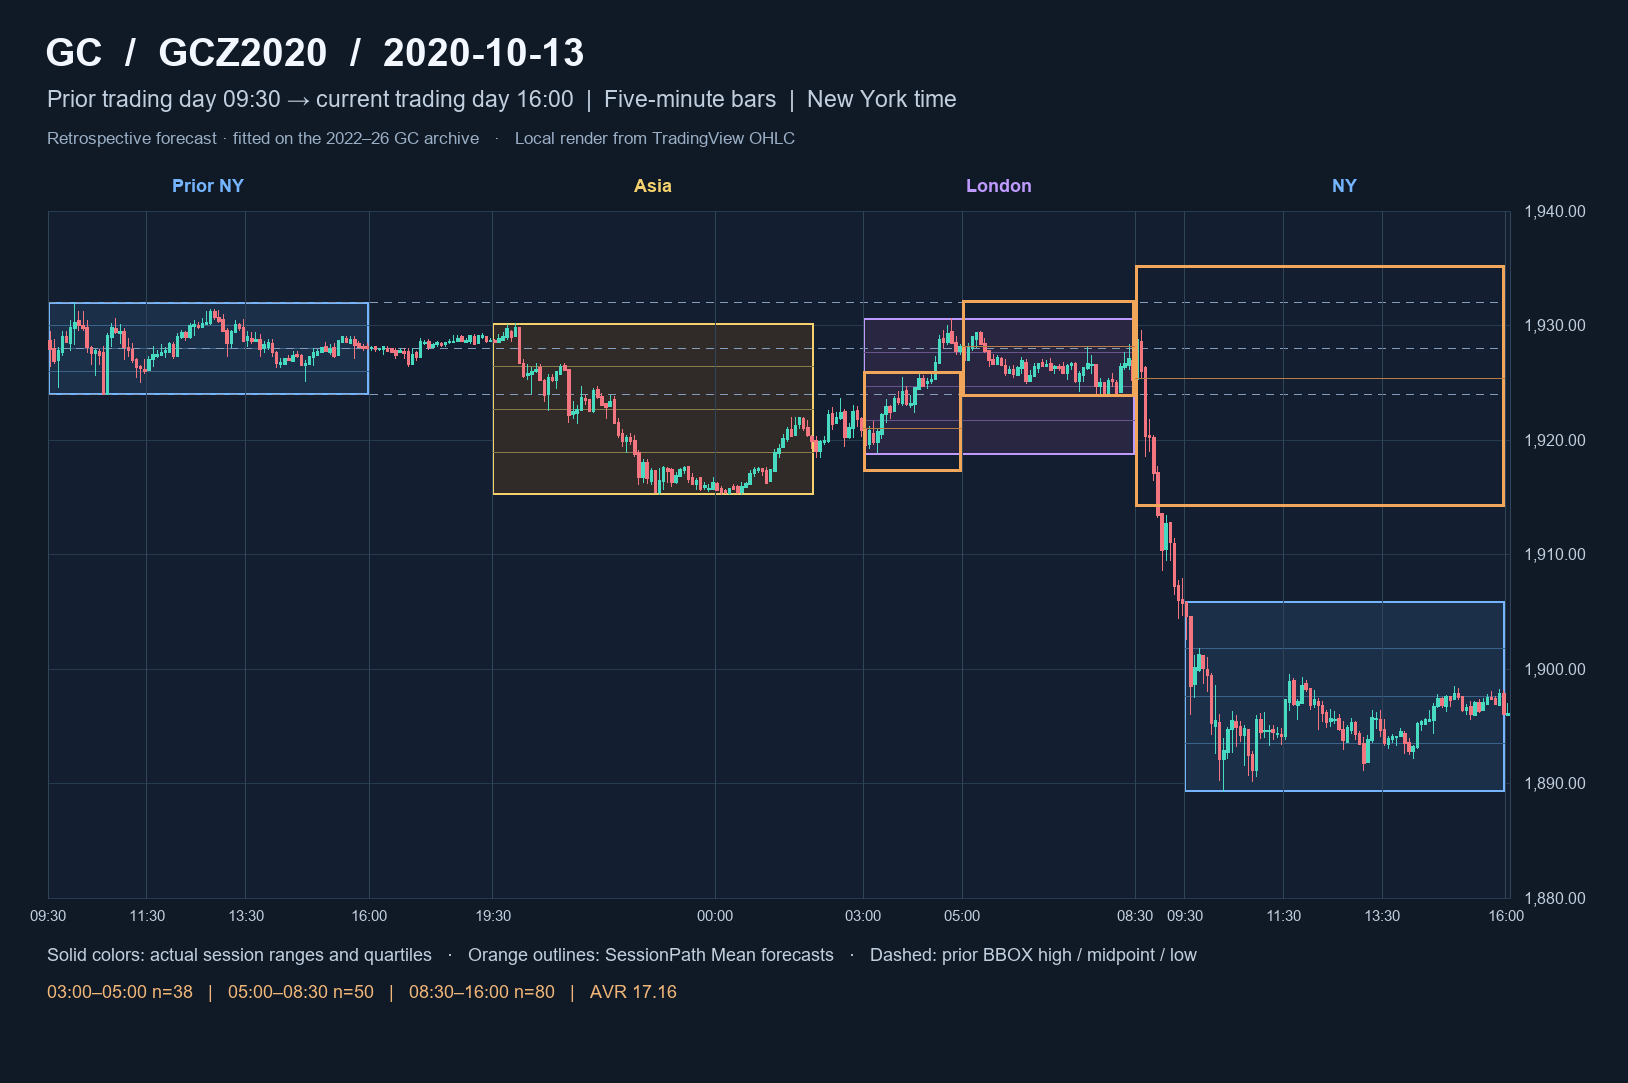 GC / GCZ2020 / 2020-10-13
Prior trading day 09:30 → current trading day 16:00 | Five-minute bars | New York time
Retrospective forecast · fitted on the 2022–26 GC archive · Local render from TradingView OHLC
Prior NY Asia London NY
1,940.00
1,930.00
1,920.00
1,910.00
1,900.00
1,890.00
1,880.00
09:30 11:30 13:30 16:00 19:30 00:00 03:00 05:00 08:30 09:30 11:30 13:30 16:00
Solid colors: actual session ranges and quartiles · Orange outlines: SessionPath Mean forecasts · Dashed: prior BBOX high / midpoint / low
03:00–05:00 n=38 | 05:00–08:30 n=50 | 08:30–16:00 n=80 | AVR 17.16